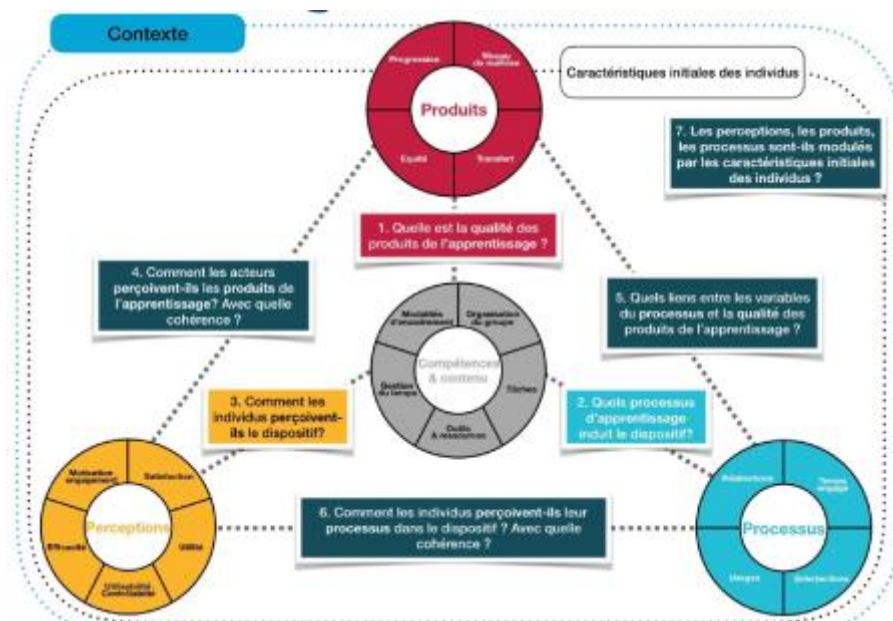 Contexte
Caractéristiques initiales des individus
Progression
Niveau
de maîtrise
Produits
Equité
Transfert
7. Les perceptions, les produits,
les processus sont-ils modulés
par les caractéristiques initiales
des individus ?
1. Quelle est la qualité des
produits de l'apprentissage ?
4. Comment les acteurs
perçoivent-ils les produits de
l'apprentissage? Avec quelle
cohérence ?
5. Quels liens entre les variables
du processus et la qualité des
produits de l'apprentissage ?
Modalités
d'encadrement
Organisation
du groupe
Compétences
& contenu
Gestion
du temps
Tâches
Outils
& ressources
3. Comment les
individus perçoivent-
ils le dispositif?
2. Quels processus
d'apprentissage
induit le dispositif?
Motivation
engagement
Satisfaction
Perceptions
Efficacité
Utilité
Utilisabilité
Contrôlabilité
6. Comment les individus perçoivent-ils leur
processus dans le dispositif ? Avec quelle
cohérence ?
Réalisations
Temps
engagé
Processus
Usages
Interactions